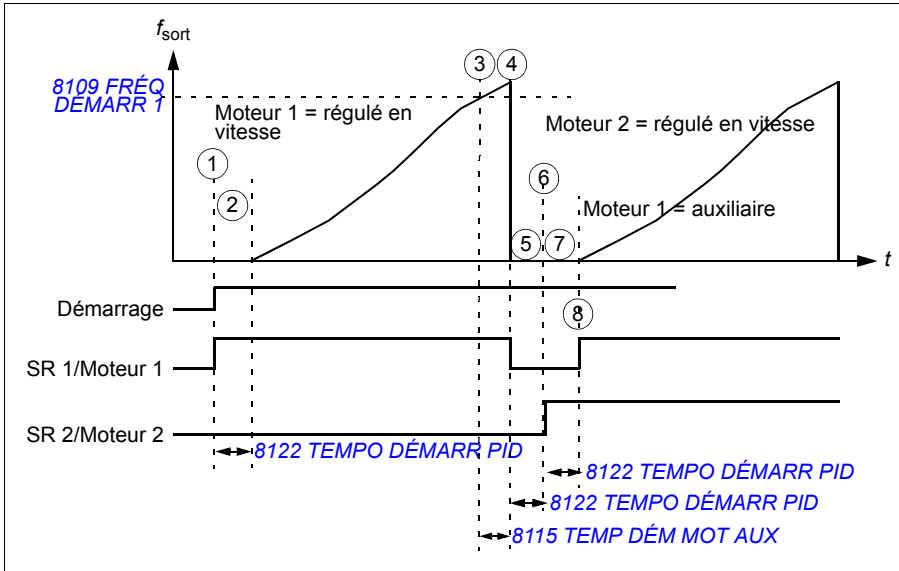 fsort
8109 FRÉQ
DÉMARR 1
3 4
Moteur 1 = régulé en
vitesse
Moteur 2 = régulé en vitesse
1
6
2
Moteur 1 = auxiliaire
5 7
t
Démarrage
8
SR 1/Moteur 1
SR 2/Moteur 2
8122 TEMPO DÉMARR PID
8122 TEMPO DÉMARR PID
8122 TEMPO DÉMARR PID
8115 TEMP DÉM MOT AUX